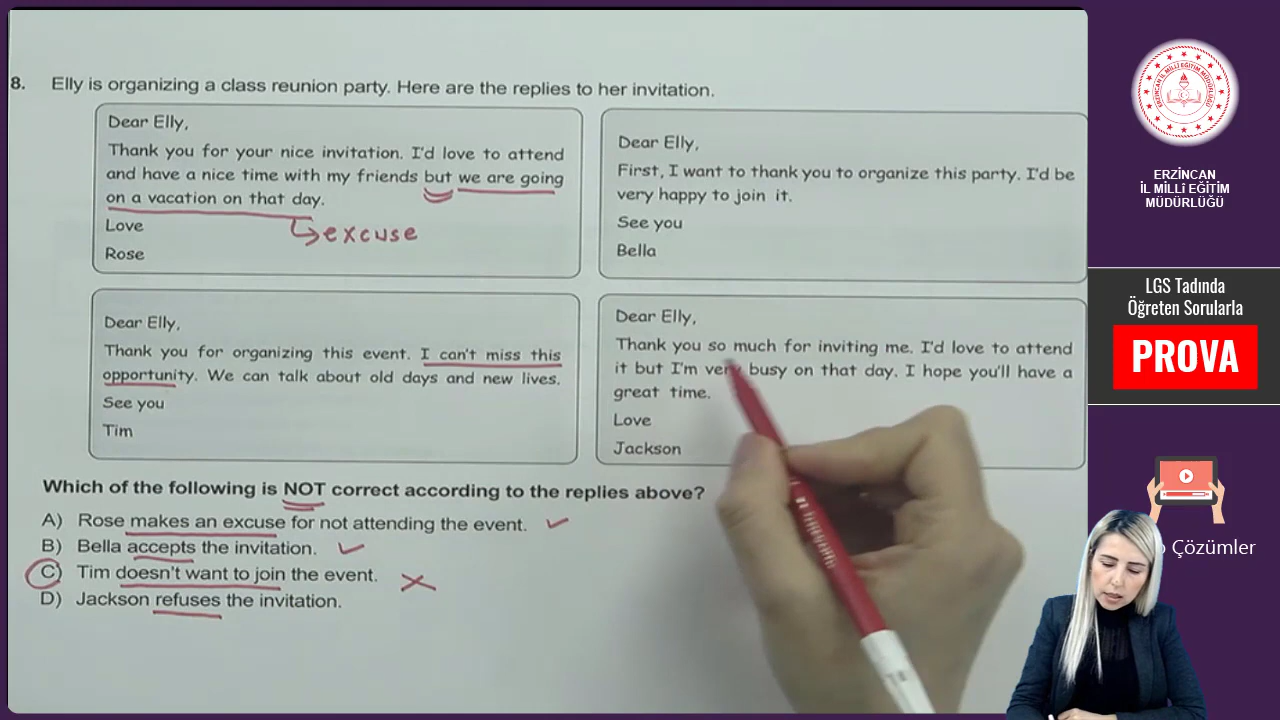 8. Elly is organizing a class reunion party. Here are the replies to her invitation.
Dear Elly,
Thank you for your nice invitation. I'd love to attend
and have a nice time with my friends but we are going
on a vacation on that day.
Love
Rose
excuse
Dear Elly,
First, I want to thank you to organize this party. I'd be
very happy to join it.
See you
Bella
Dear Elly,
Thank you for organizing this event. I can't miss this
opportunity. We can talk about old days and new lives.
See you
Tim
Dear Elly,
Thank you so much for inviting me. I'd love to attend
it but I'm very busy on that day. I hope you'll have a
great time.
Love
Jackson
Which of the following is NOT correct according to the replies above?
A) Rose makes an excuse for not attending the event.
B) Bella accepts the invitation.
C) Tim doesn't want to join the event.
D) Jackson refuses the invitation.
ERZİNCAN
İL MİLLÎ EĞİTİM
MÜDÜRLÜĞÜ
LGS Tadında
Öğreten Sorularla
PROVA
Çözümler